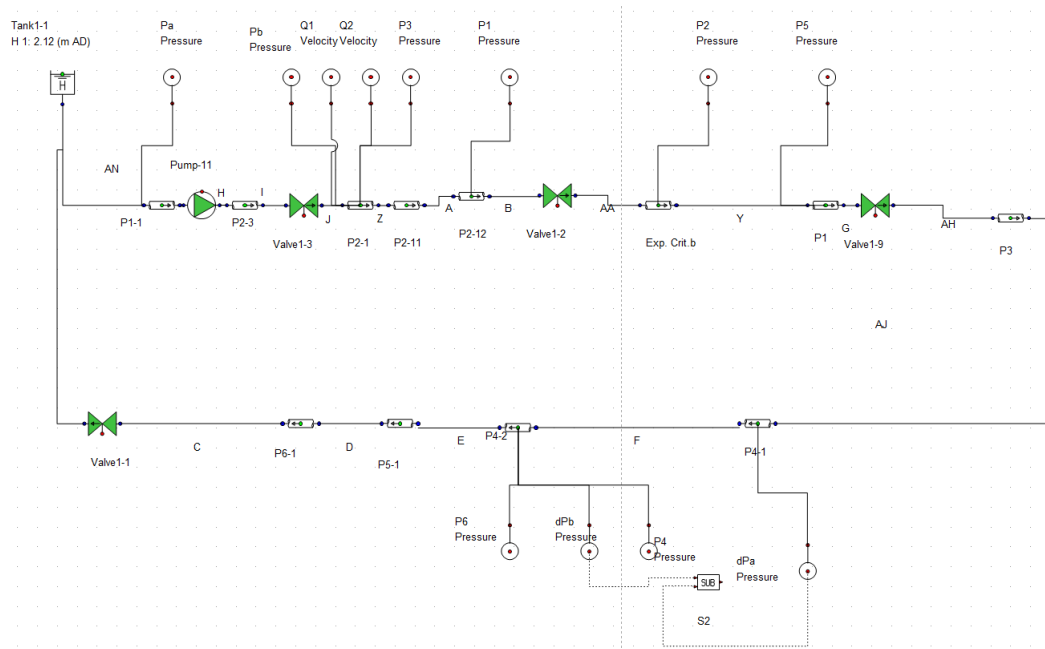 Tank1-1
H 1: 2.12 (m AD)
Pa
Pressure
Pb
Pressure
Q1
Velocity
Q2
Velocity
P3
Pressure
P1
Pressure
P2
Pressure
P5
Pressure
H
AN
Pump-11
P1-1
H
P2-3
I
Valve1-3
J
P2-1
Z
P2-11
A
P2-12
B
Valve1-2
AA
Exp. Crit.b
Y
P1
G
Valve1-9
AH
P3
AJ
Valve1-1
C
P6-1
D
P5-1
E
P4-2
F
P4-1
P6
Pressure
dPb
Pressure
P4
Pressure
dPa
Pressure
SUB
S2